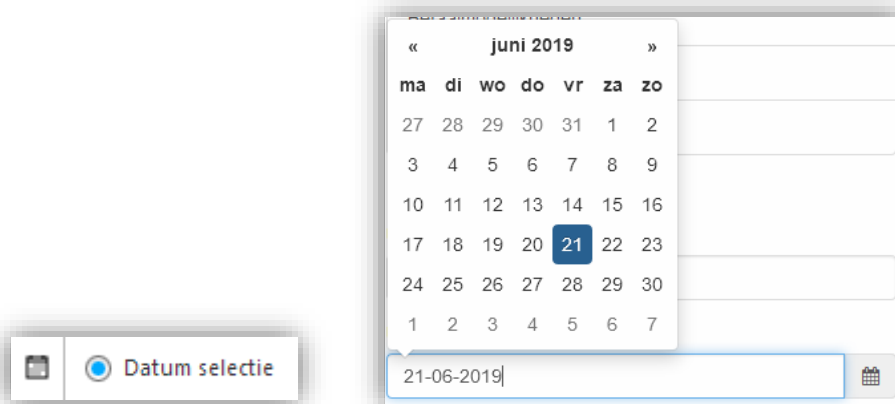 « juni 2019 »
ma di wo do vr za zo
27 28 29 30 31 1 2
3 4 5 6 7 8 9
10 11 12 13 14 15 16
17 18 19 20 21 22 23
24 25 26 27 28 29 30
1 2 3 4 5 6 7
Datum selectie
21-06-2019